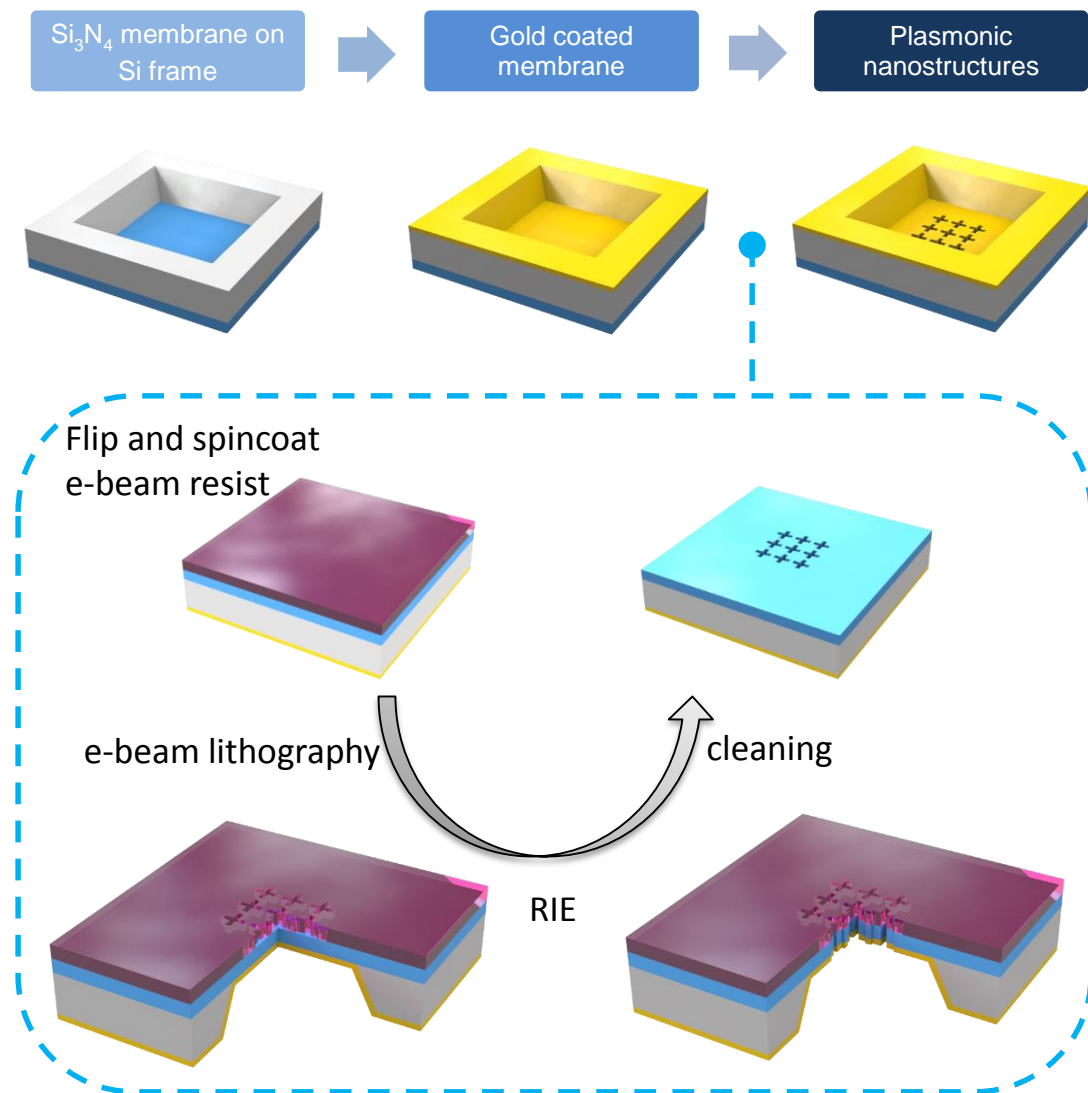 Si₃N₄ membrane on
Si frame
Gold coated
membrane
Plasmonic
nanostructures
Flip and spincoat
e-beam resist
e-beam lithography
cleaning
RIE